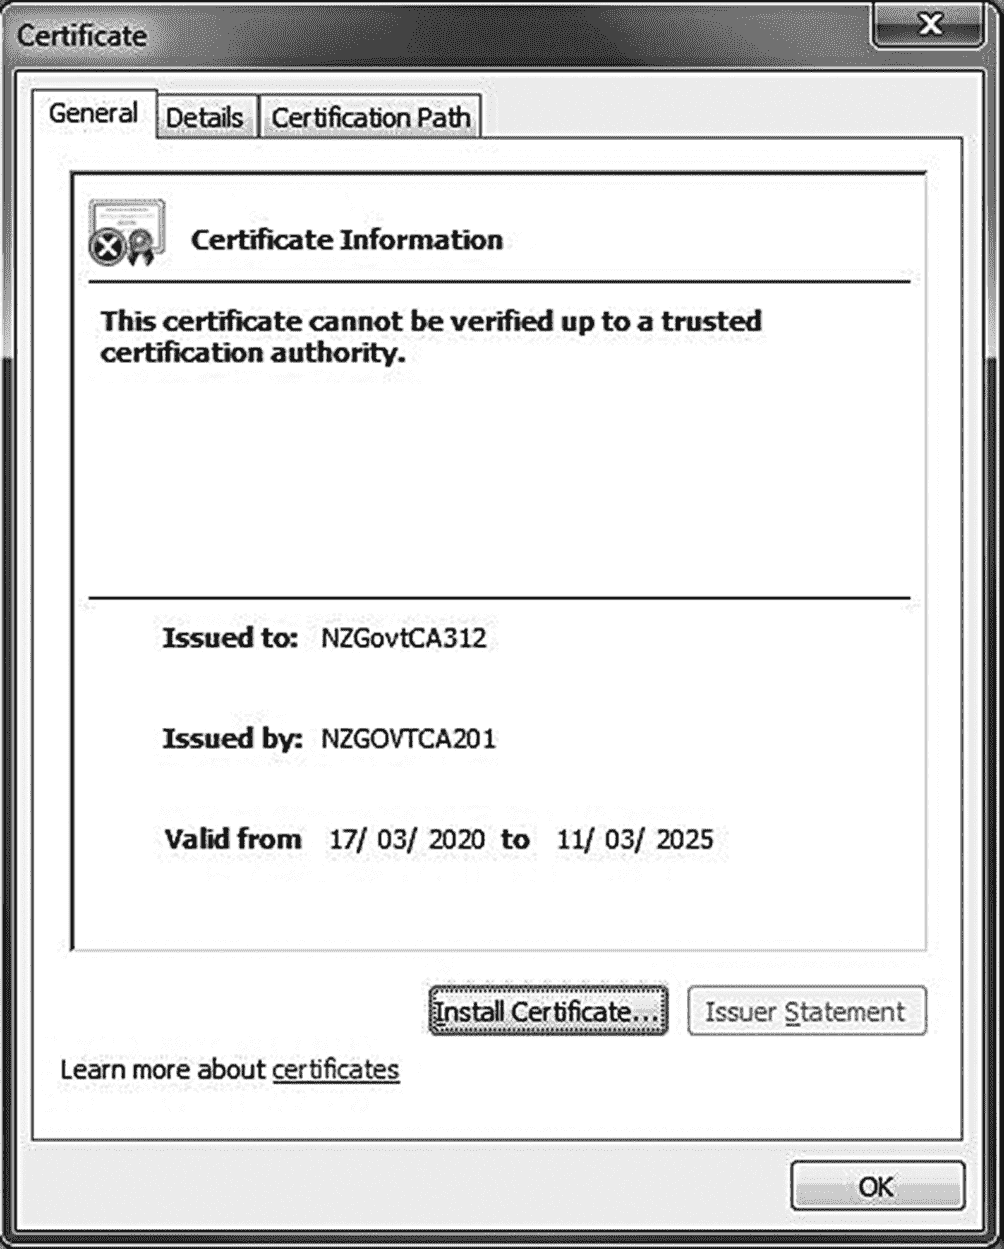 Certificate
General Details Certification Path
Certificate Information
This certificate cannot be verified up to a trusted
certification authority.
Issued to: NZGovtCA312
Issued by: NZGOVTCA201
Valid from 17/ 03/ 2020 to 11/ 03/ 2025
Install Certificate... Issuer Statement
Learn more about certificates
OK